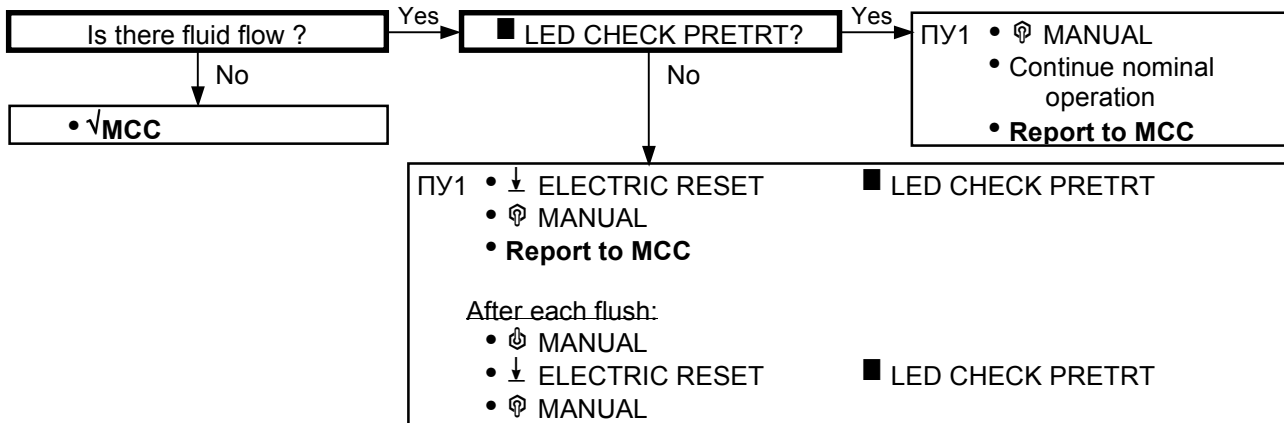 Is there fluid flow ?
Yes
■ LED CHECK PRETRT?
Yes
ПУ1 • MANUAL
• Continue nominal
operation
• Report to MCC
No
• √MCC
No
ПУ1 • ELECTRIC RESET ■ LED CHECK PRETRT
• MANUAL
• Report to MCC
After each flush:
• MANUAL
• ELECTRIC RESET ■ LED CHECK PRETRT
• MANUAL